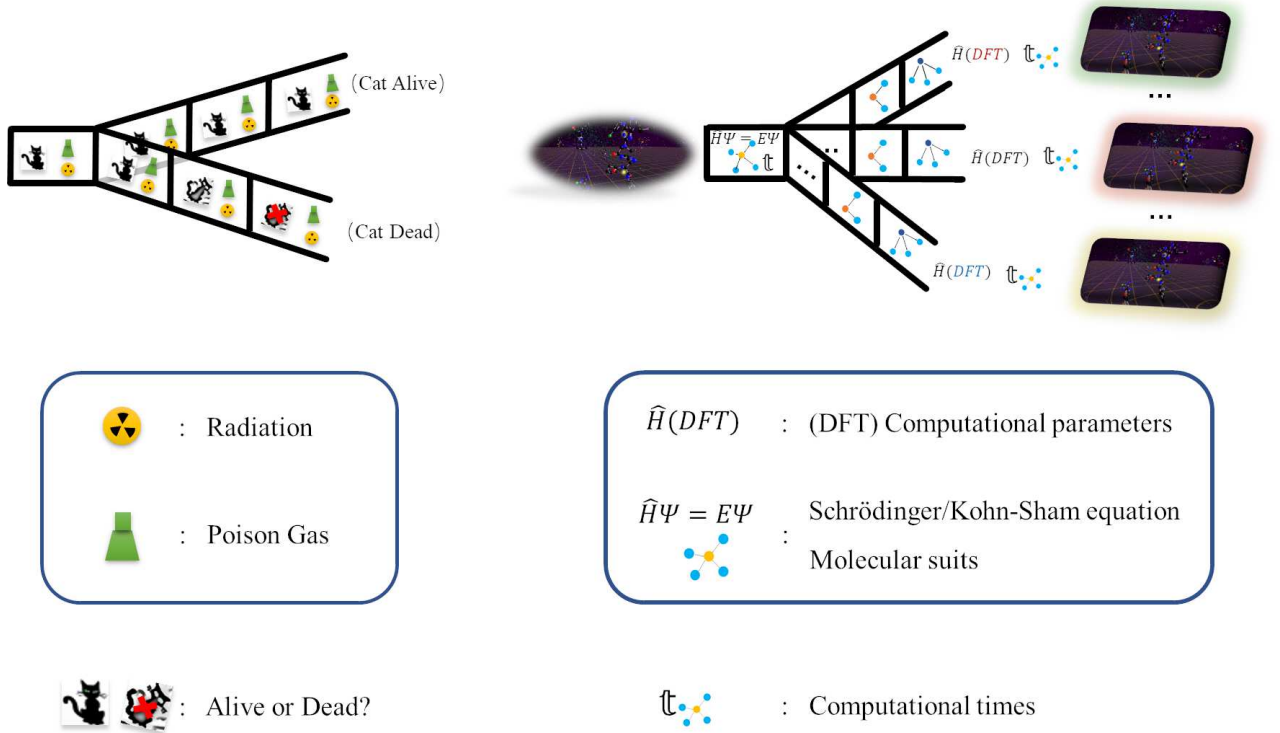 (Cat Alive)
(Cat Dead)
ĤΨ = EΨ
𝕥
...
..
Ĥ(DFT) 𝕥
...
Ĥ(DFT) 𝕥
...
Ĥ(DFT) 𝕥
: Radiation
: Poison Gas
Ĥ(DFT) : (DFT) Computational parameters
ĤΨ = EΨ : Schrödinger/Kohn-Sham equation
Molecular suits
: Alive or Dead?
𝕥 : Computational times